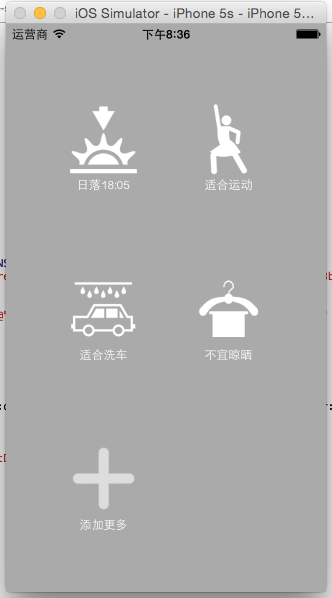 iOS Simulator - iPhone 5s - iPhone 5...
运营商 下午8:36
日落18:05 适合运动
适合洗车 不宜晾晒
添加更多